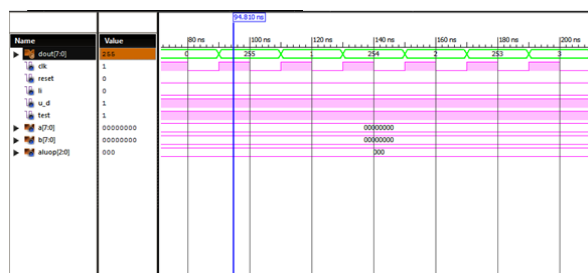 94.810 ns
Name Value 80 ns 100 ns 120 ns 140 ns 160 ns 180 ns 200 ns
dout[7:0] 255 0 255 1 254 2 253 3
clk 1
reset 0
li 0
u_d 1
test 1
a[7:0] 00000000 00000000
b[7:0] 00000000 00000000
aluop[2:0] 000 000